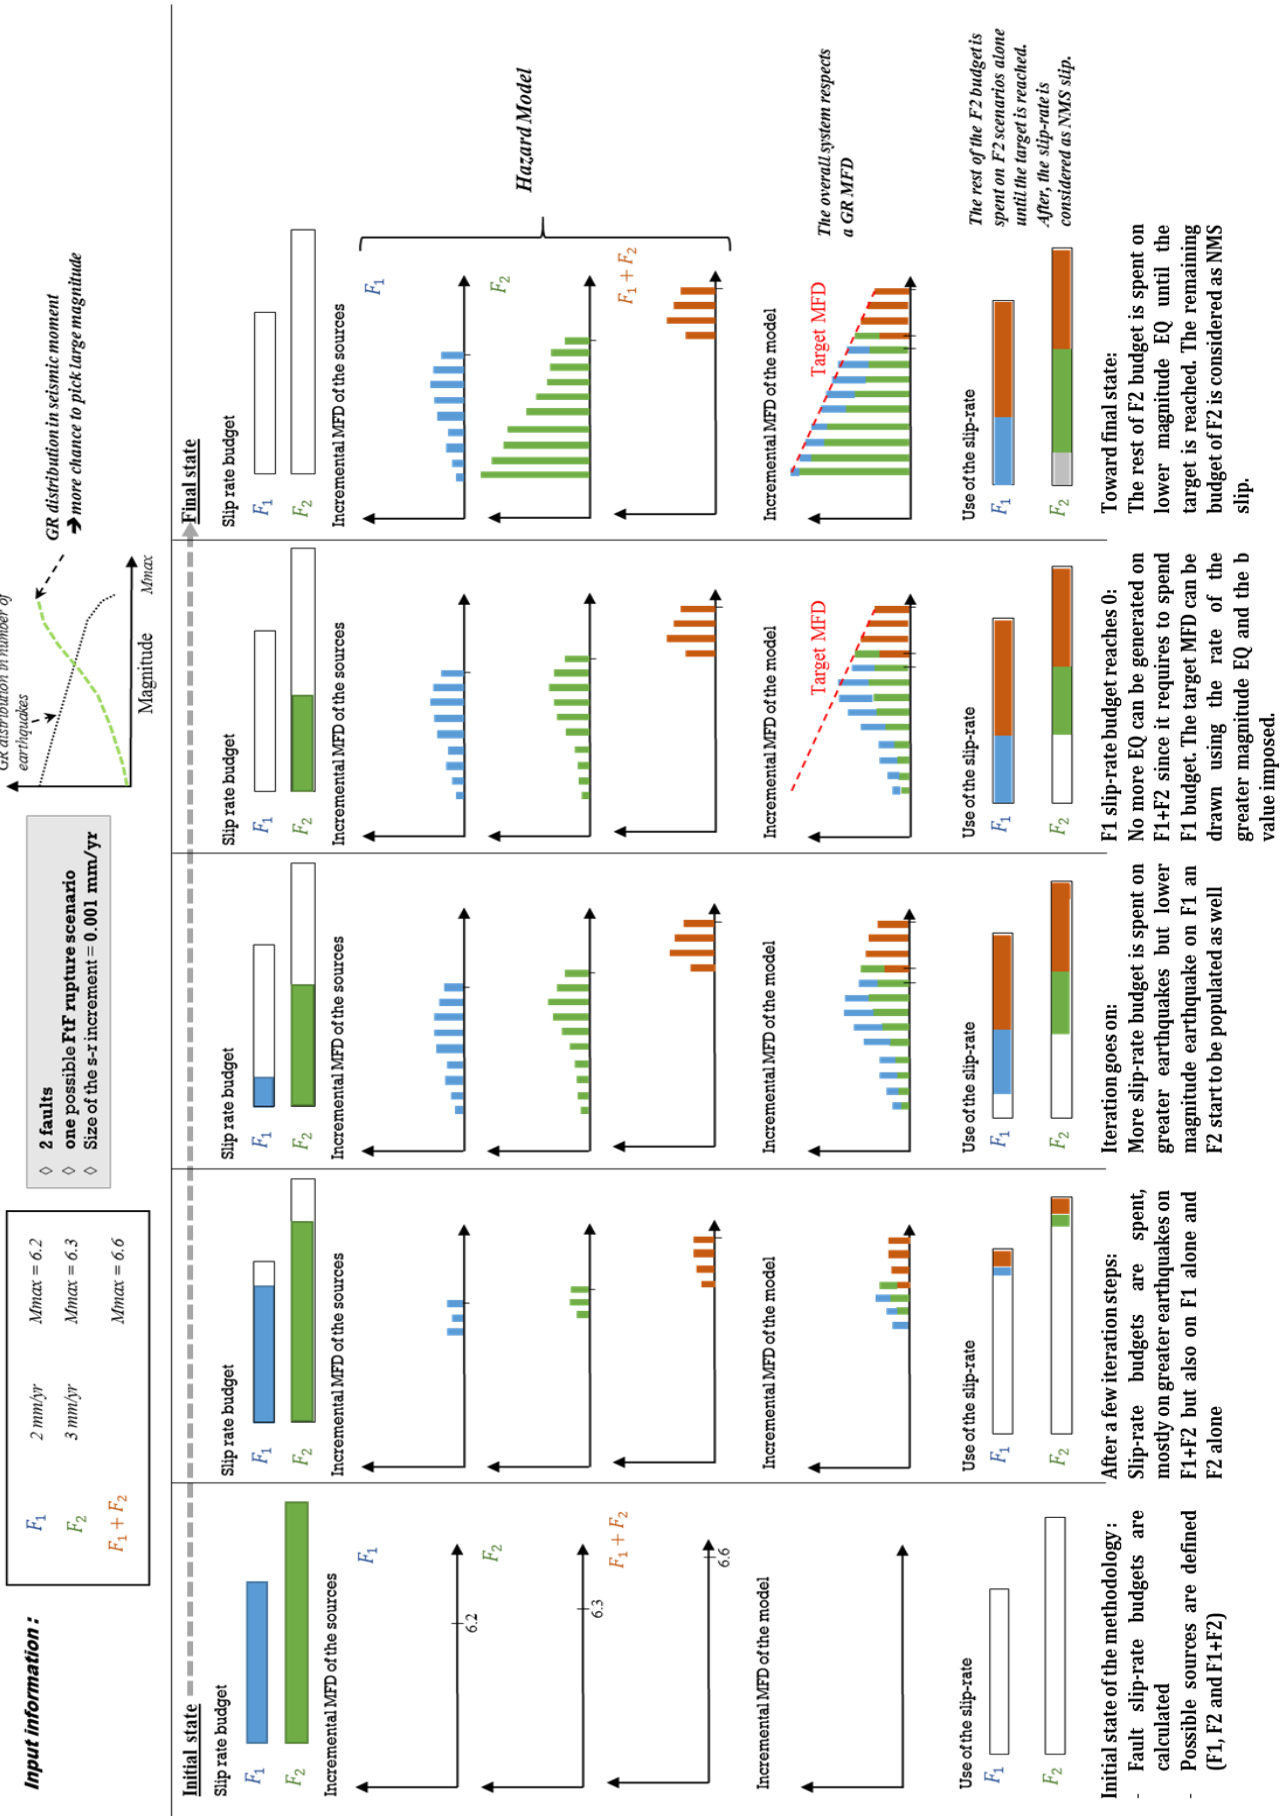 Input information :
F1 2 mm/yr Mmax = 6.2
F2 3 mm/yr Mmax = 6.3
F1 + F2 Mmax = 6.6
◊ 2 faults
◊ one possible FtF rupture scenario
◊ Size of the s-r increment = 0.001 mm/yr
GR distribution in number of
earthquakes
Magnitude
Mmax
GR distribution in seismic moment
➔ more chance to pick large magnitude
Initial state
Final state
Slip rate budget
F1
F2
Incremental MFD of the sources
F1
6.2
F2
6.3
F1 + F2
6.6
Incremental MFD of the model
Use of the slip-rate
F1
F2
Initial state of the methodology :
- Fault slip-rate budgets are
calculated
- Possible sources are defined
(F1, F2 and F1+F2)
Slip rate budget
F1
F2
Incremental MFD of the sources
Incremental MFD of the model
Use of the slip-rate
F1
F2
After a few iteration steps:
Slip-rate budgets are spent,
mostly on greater earthquakes on
F1+F2 but also on F1 alone and
F2 alone
Slip rate budget
F1
F2
Incremental MFD of the sources
Incremental MFD of the model
Use of the slip-rate
F1
F2
Iteration goes on:
More slip-rate budget is spent on
greater earthquakes but lower
magnitude earthquake on F1 an
F2 start to be populated as well
Slip rate budget
F1
F2
Incremental MFD of the sources
Incremental MFD of the model
Target MFD
Use of the slip-rate
F1
F2
F1 slip-rate budget reaches 0:
No more EQ can be generated on
F1+F2 since it requires to spend
F1 budget. The target MFD can be
drawn using the rate of the
greater magnitude EQ and the b
value imposed.
Slip rate budget
F1
F2
Incremental MFD of the sources
F1
F2
F1 + F2
Hazard Model
Incremental MFD of the model
Target MFD
The overall system respects
a GR MFD
Use of the slip-rate
F1
F2
The rest of the F2 budget is
spent on F2 scenarios alone
until the target is reached.
After, the slip-rate is
considered as NMS slip.
Toward final state:
The rest of F2 budget is spent on
lower magnitude EQ until the
target is reached. The remaining
budget of F2 is considered as NMS
slip.